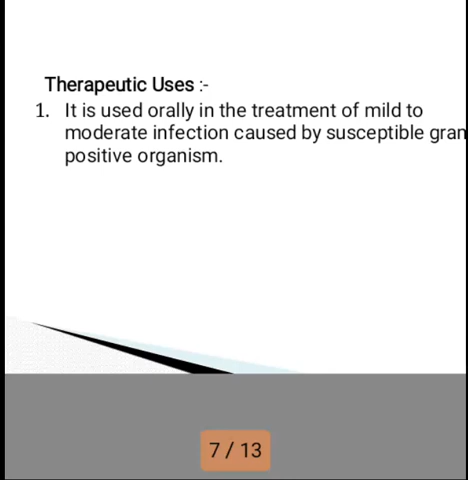 Therapeutic Uses :-
1. It is used orally in the treatment of mild to
moderate infection caused by susceptible gran
positive organism.
7 / 13